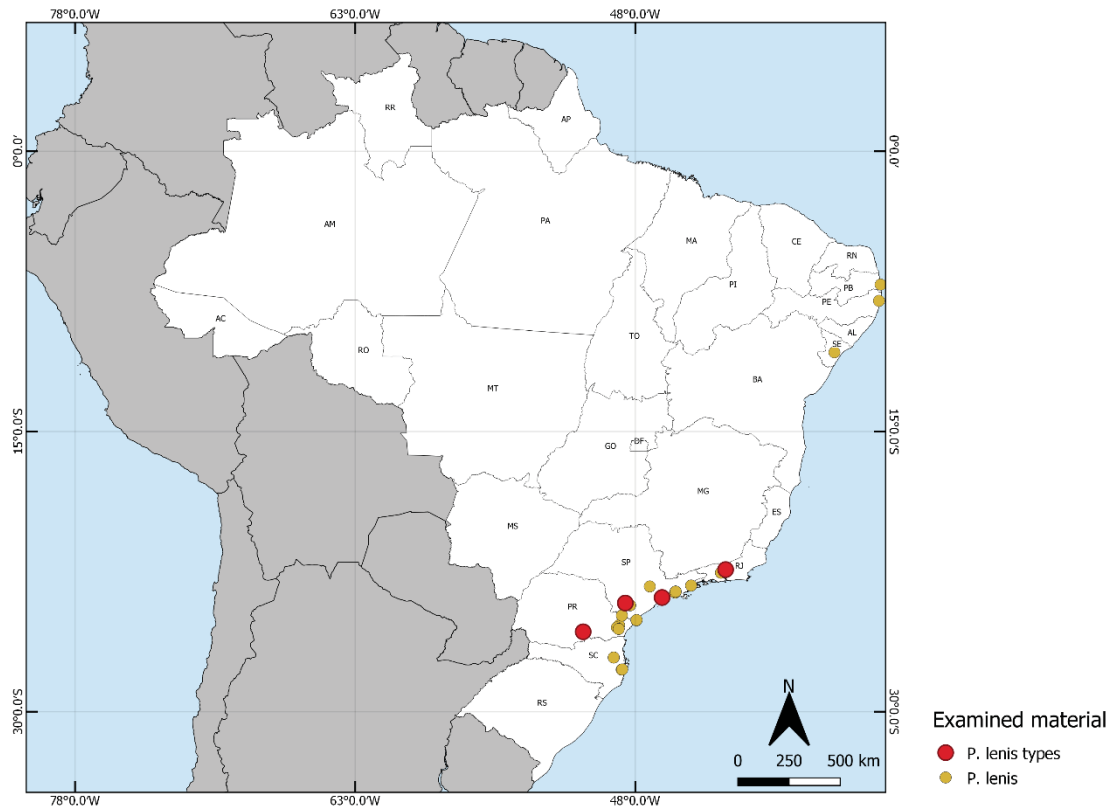 78°0.0'W 63°0.0'W 48°0.0'W
RR
AP
0°0.0' 0°0.0'
AM PA MA CE
RN
PI PB
PE
AC AL
RO TO SE
MT BA
15°0.0'S 15°0.0'S
GO DF
MG
MS ES
SP RJ
PR
SC
RS N
30°0.0'S 30°0.0'S
Examined material
0 250 500 km P. lenis types
P. lenis
78°0.0'W 63°0.0'W 48°0.0'W